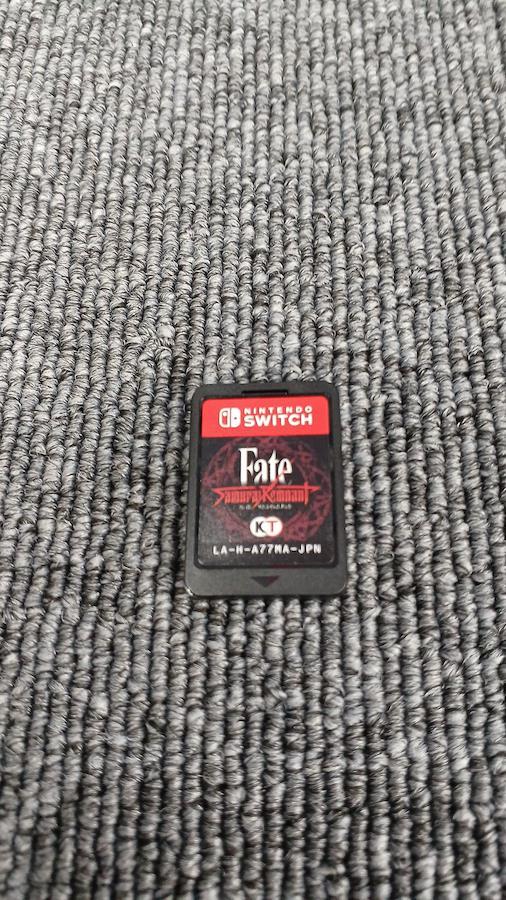 NINTENDO
SWITCH
Fate
Samurai Remnant
KT
LA-H-A77MA-JPN